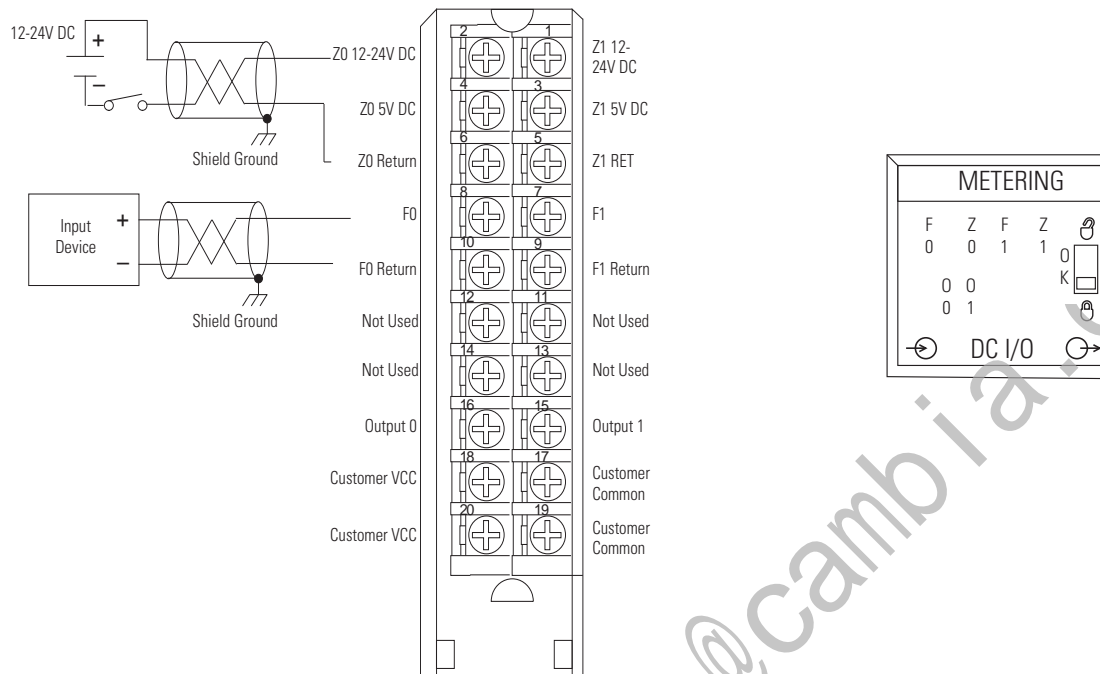 12-24V DC
+
−
Shield Ground
Input
Device
+
−
Shield Ground
Z0 12-24V DC
Z0 5V DC
Z0 Return
F0
F0 Return
Not Used
Not Used
Output 0
Customer VCC
Customer VCC
2 1
4 3
6 5
8 7
10 9
12 11
14 13
16 15
18 17
20 19
Z1 12-
24V DC
Z1 5V DC
Z1 RET
F1
F1 Return
Not Used
Not Used
Output 1
Customer
Common
Customer
Common
METERING
F Z F Z
0 0 1 1
O
K
O O
0 1
DC I/O
@cambia.